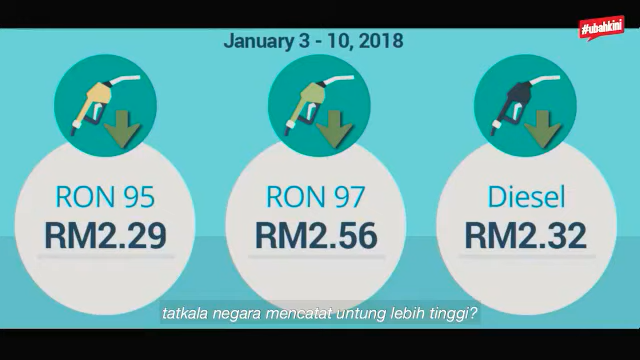 #ubahkini
January 3 - 10, 2018
RON 95
RM2.29
RON 97
RM2.56
Diesel
RM2.32
tatkala negara mencatat untung lebih tinggi?